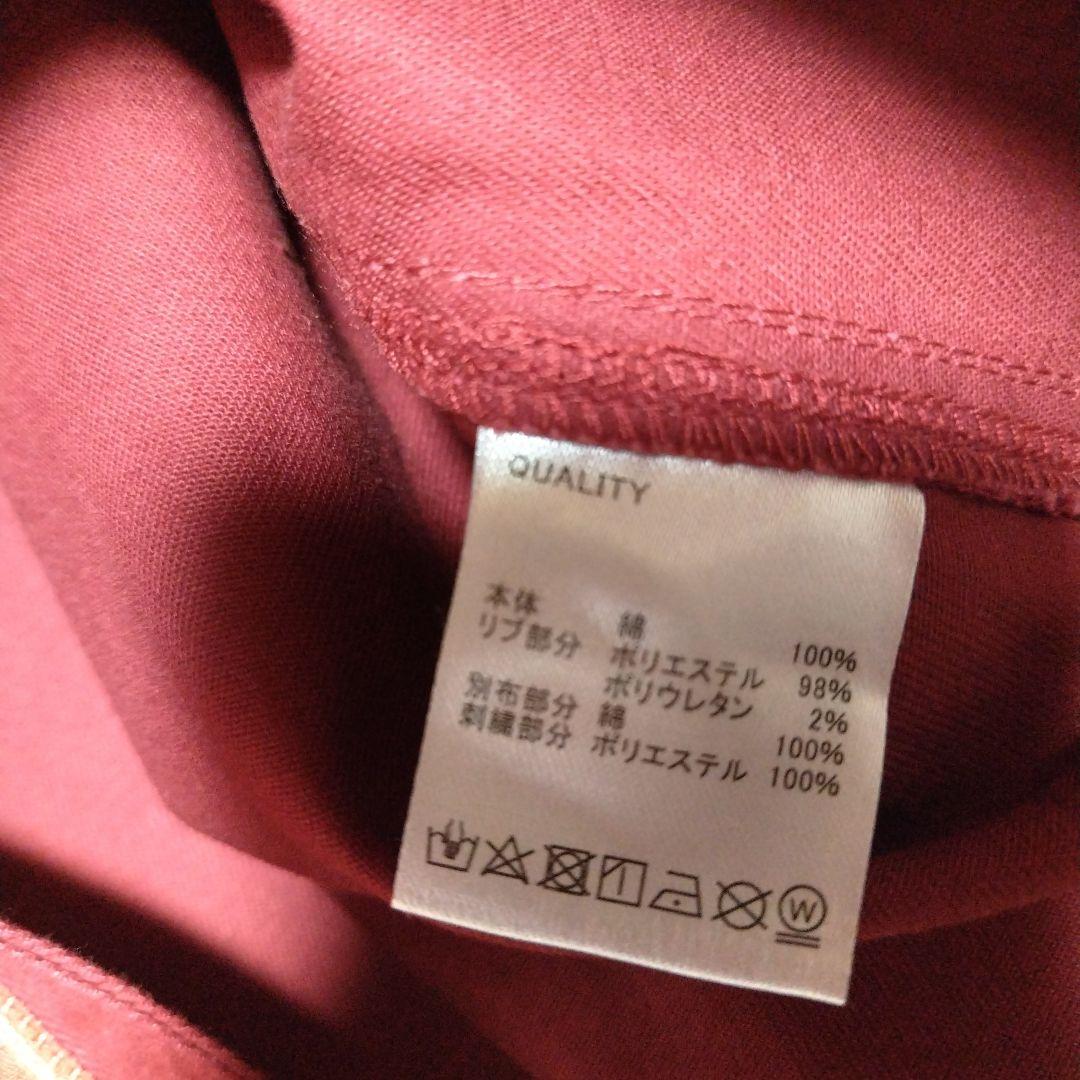 QUALITY
本体 綿 100%
リブ部分 ポリエステル 98%
ポリウレタン 2%
別布部分 綿 100%
刺繍部分 ポリエステル 100%
W